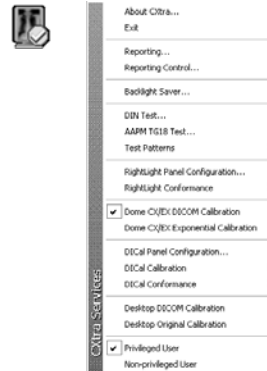 About CXtra...
Exit
Reporting...
Reporting Control...
Backlight Saver...
DIN Test...
AAPM TG18 Test...
Test Patterns
RightLight Panel Configuration...
RightLight Conformance
Dome CX/EX DICOM Calibration
Dome CX/EX Exponential Calibration
DICal Panel Configuration...
DICal Calibration
DICal Conformance
Desktop DICOM Calibration
Desktop Original Calibration
Privileged User
Non-privileged User
CXtra Services